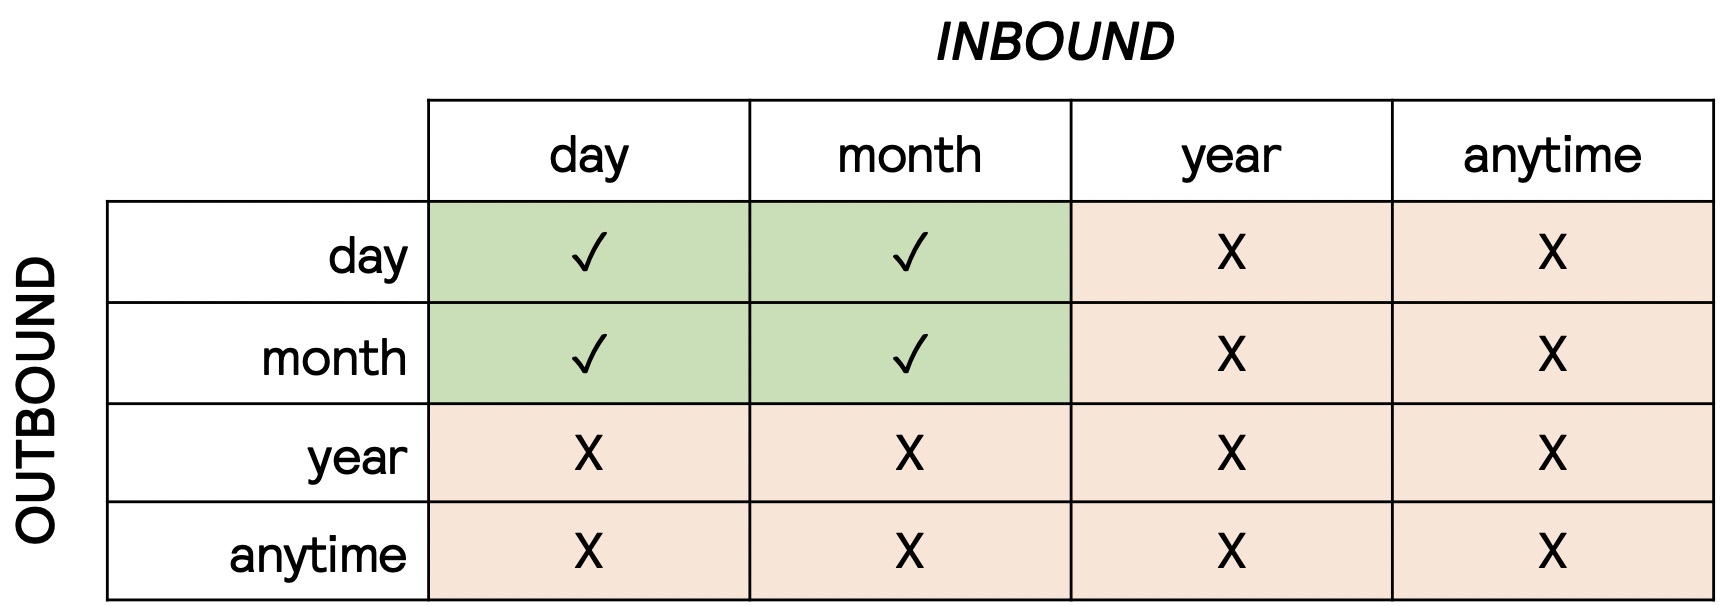 INBOUND
day month year anytime
OUTBOUND
day ✓ ✓ X X
month ✓ ✓ X X
year X X X X
anytime X X X X